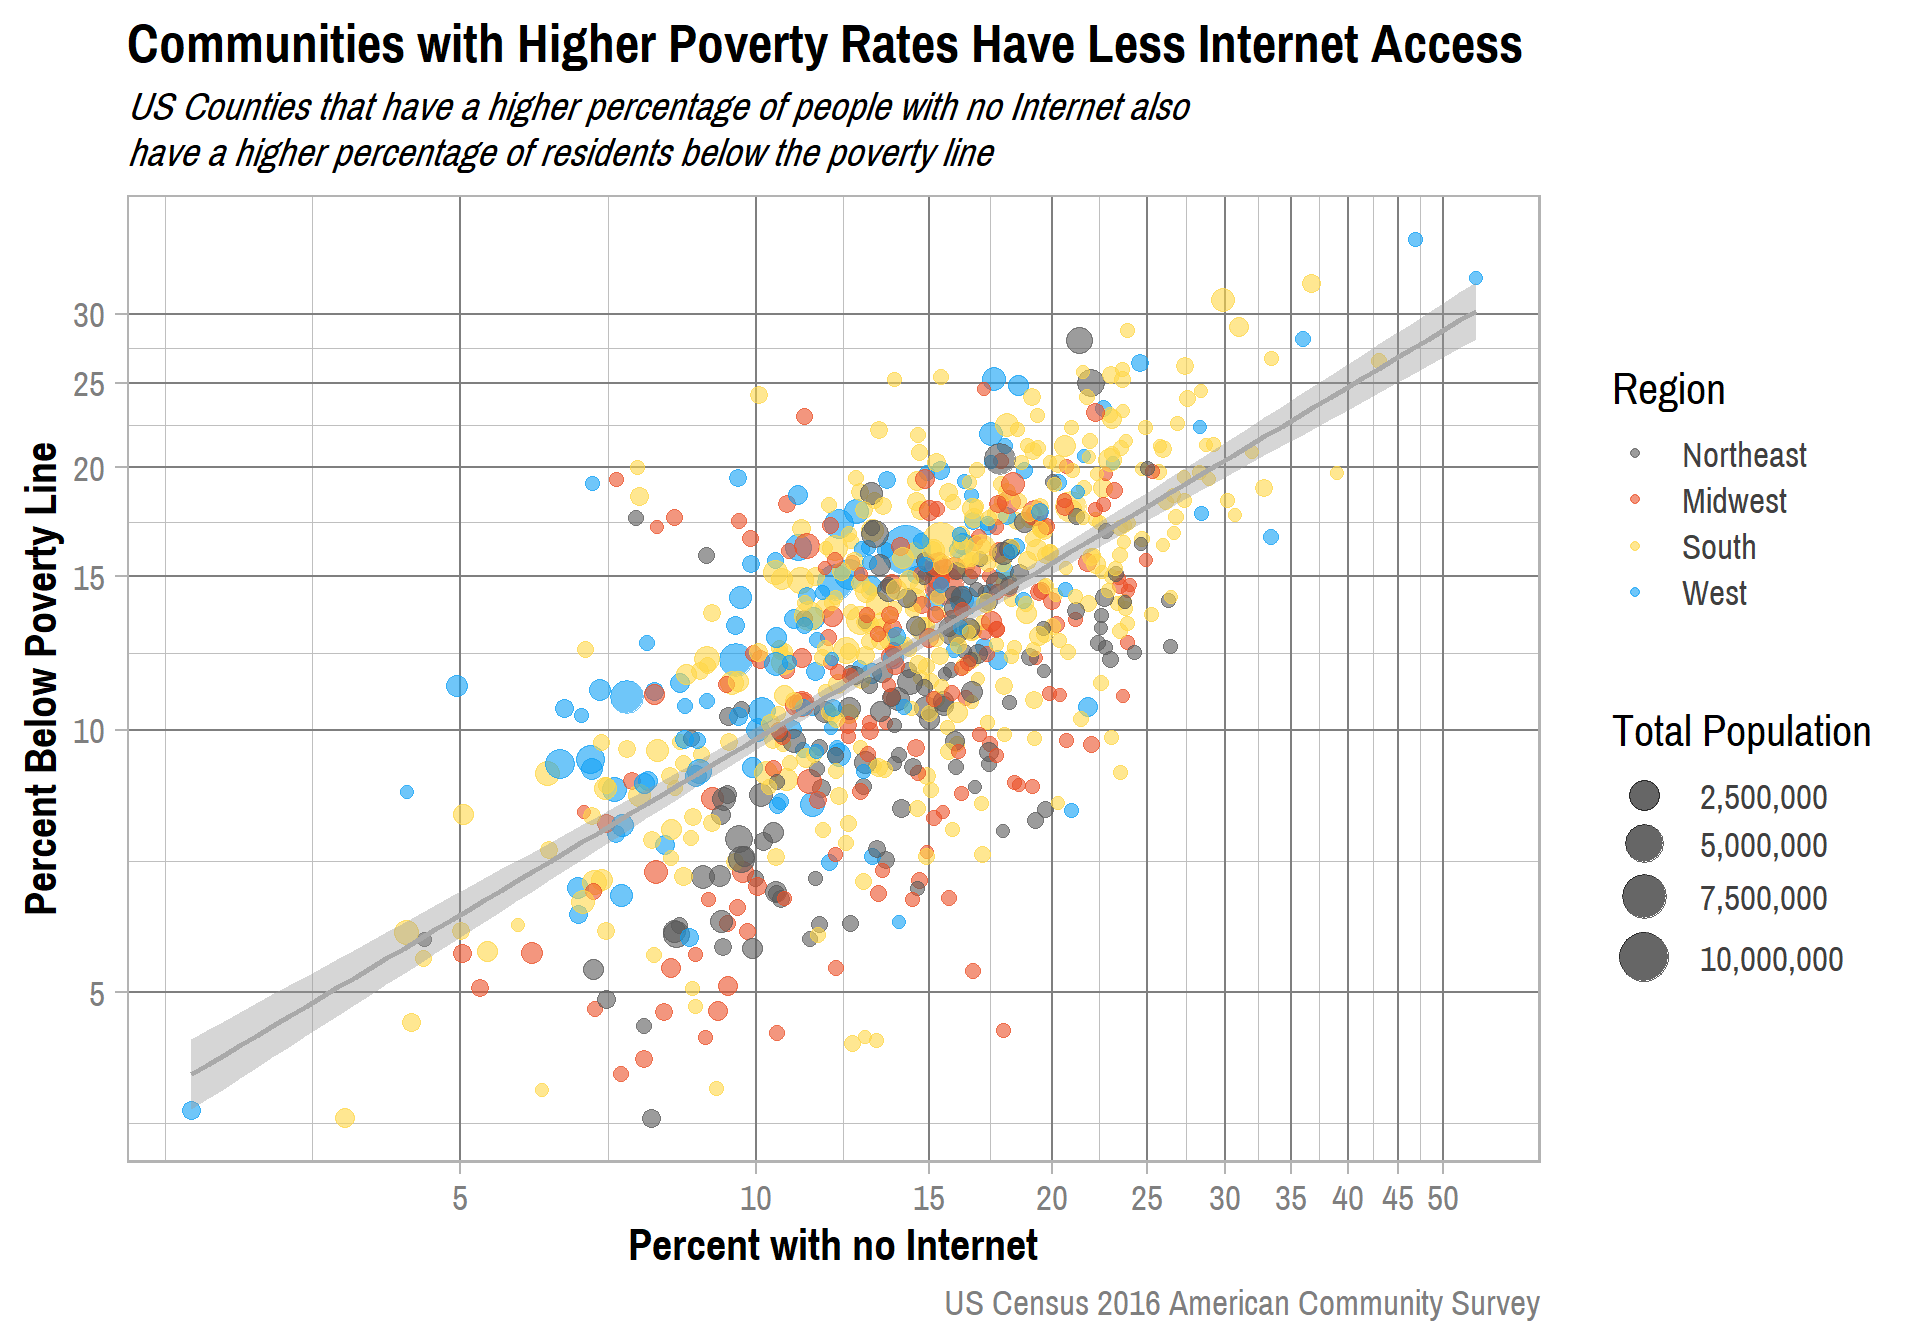 Communities with Higher Poverty Rates Have Less Internet Access
US Counties that have a higher percentage of people with no Internet also
have a higher percentage of residents below the poverty line
Percent Below Poverty Line
30
25
20
15
10
5
5 10 15 20 25 30 35 40 45 50
Percent with no Internet
US Census 2016 American Community Survey
Region
Northeast
Midwest
South
West
Total Population
2,500,000
5,000,000
7,500,000
10,000,000